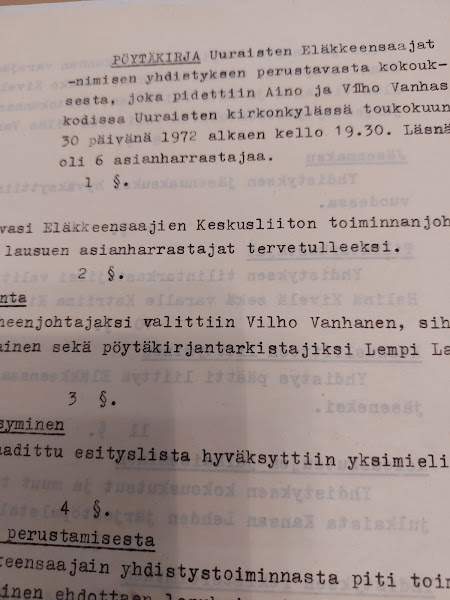 PÖYTÄKIRJA Uuraisten Eläkkeensaajat
-nimisen yhdistyksen perustavasta kokouk-
sesta, joka pidettiin Aino ja Vilho Vanhas
kodissa Uuraisten kirkonkylässä toukokuun
30 päivänä 1972 alkaen kello 19.30. Läsnä
oli 6 asianharrastajaa.
1 §.
vasi Eläkkeensaajien Keskusliiton toiminnanjoh
lausuen asianharrastajat tervetulleeksi.
2 §.
nta
heenjohtajaksi valittiin Vilho Vanhanen, sih
ainen sekä pöytäkirjantarkistajiksi Lempi La
3 §.
syminen
aadittu esityslista hyväksyttiin yksimieli
4 §.
perustamisesta
keensaajain yhdistystoiminnasta piti toim
inen ehdottaen